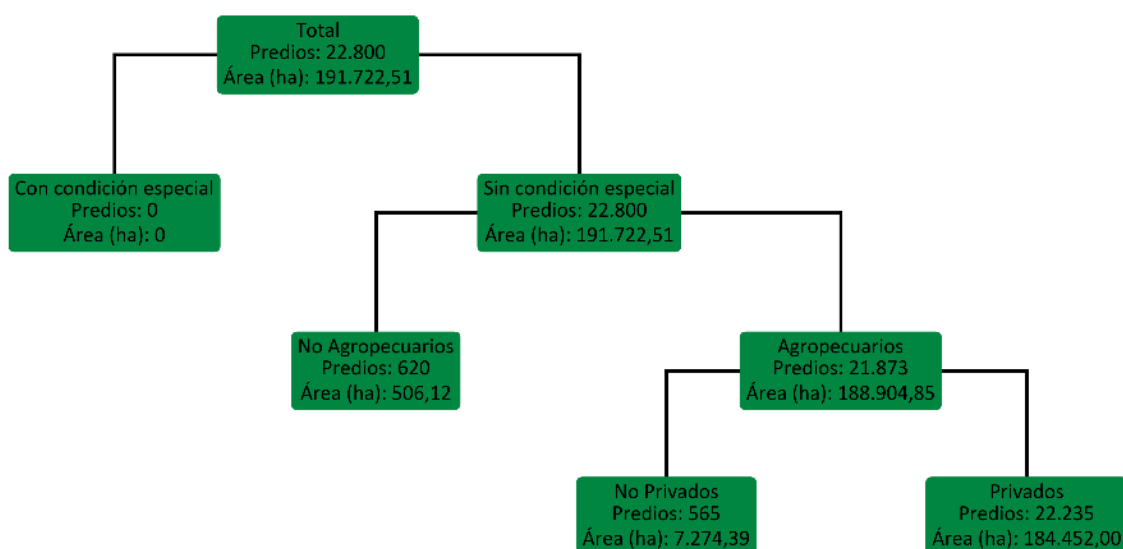 Total
Predios: 22.800
Área (ha): 191.722,51
Con condición especial
Predios: 0
Área (ha): 0
Sin condición especial
Predios: 22.800
Área (ha): 191.722,51
No Agropecuarios
Predios: 620
Área (ha): 506,12
Agropecuarios
Predios: 21.873
Área (ha): 188.904,85
No Privados
Predios: 565
Área (ha): 7.274,39
Privados
Predios: 22.235
Área (ha): 184.452,00